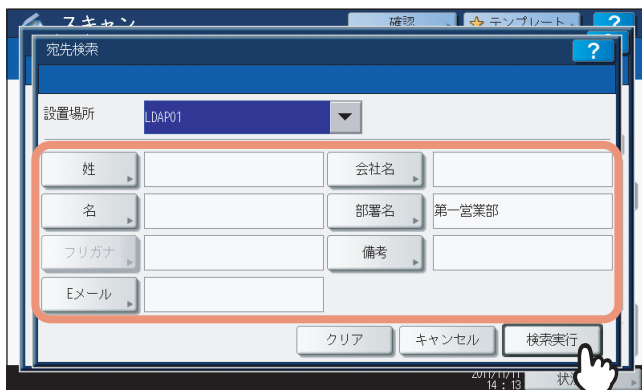 スキャン 確認 テンプレート ?
宛先検索 ?
設置場所 LDAP01
姓 会社名
名 部署名 第一営業部
フリガナ 備考
Eメール
クリア キャンセル 検索実行
2011/11/11
14:13